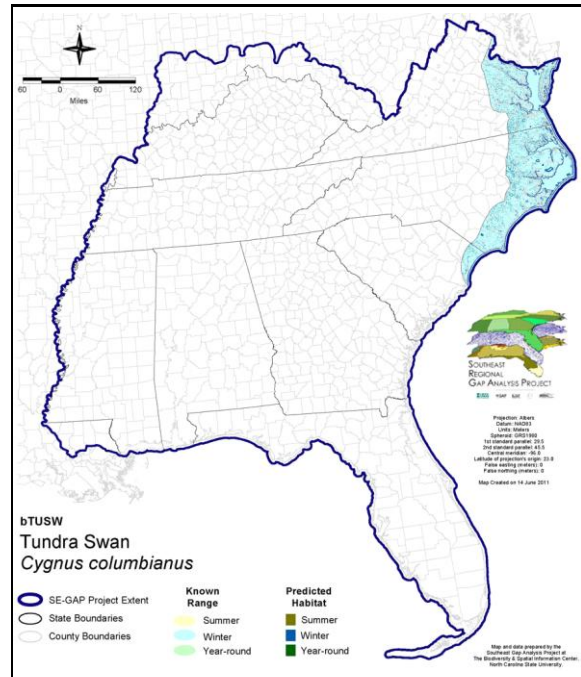 N
60 0 60 120
Miles
SOUTHEAST
REGIONAL
GAP ANALYSIS PROJECT
Projection: Albers
Datum: NAD83
Units: Meters
Spheroid: GRS1980
1st standard parallel: 29.5
2nd standard parallel: 45.5
Central meridian: -96.0
Latitude of projection's origin: 23.0
False easting (meters): 0
False northing (meters): 0
Map Created on 14 June 2011
bTUSW
Tundra Swan
Cygnus columbianus
SE-GAP Project Extent
State Boundaries
County Boundaries
Known
Range
Summer
Winter
Year-round
Predicted
Habitat
Summer
Winter
Year-round
Map and data prepared by the
Southeast Gap Analysis Project at
The Biodiversity & Spatial Information Center,
North Carolina State University.